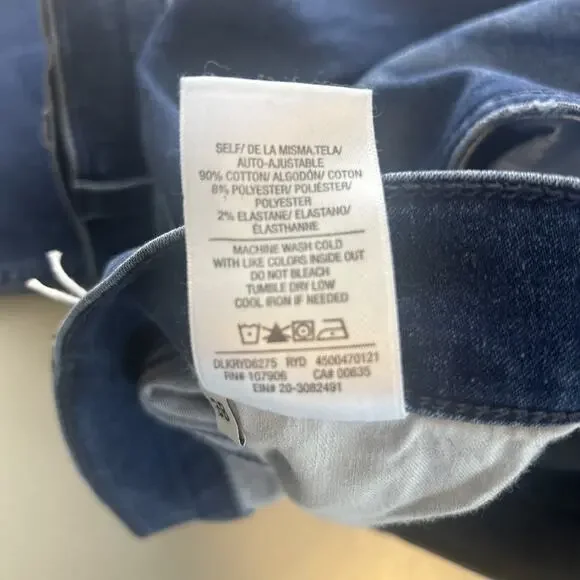 SELF/ DE LA MISMA.TELA/
AUTO-AJUSTABLE
90% COTTON/ ALGODÓN/ COTON
8% POLYESTER/ POLIÉSTER/
POLYESTER
2% ELASTANE/ ELASTANO/
ÉLASTHANNE
MACHINE WASH COLD
WITH LIKE COLORS INSIDE OUT
DO NOT BLEACH
TUMBLE DRY LOW
COOL IRON IF NEEDED
DLKRYD6275 RYD 4500470121
RN# 107906 CA# 00835
EIN# 20-3082491